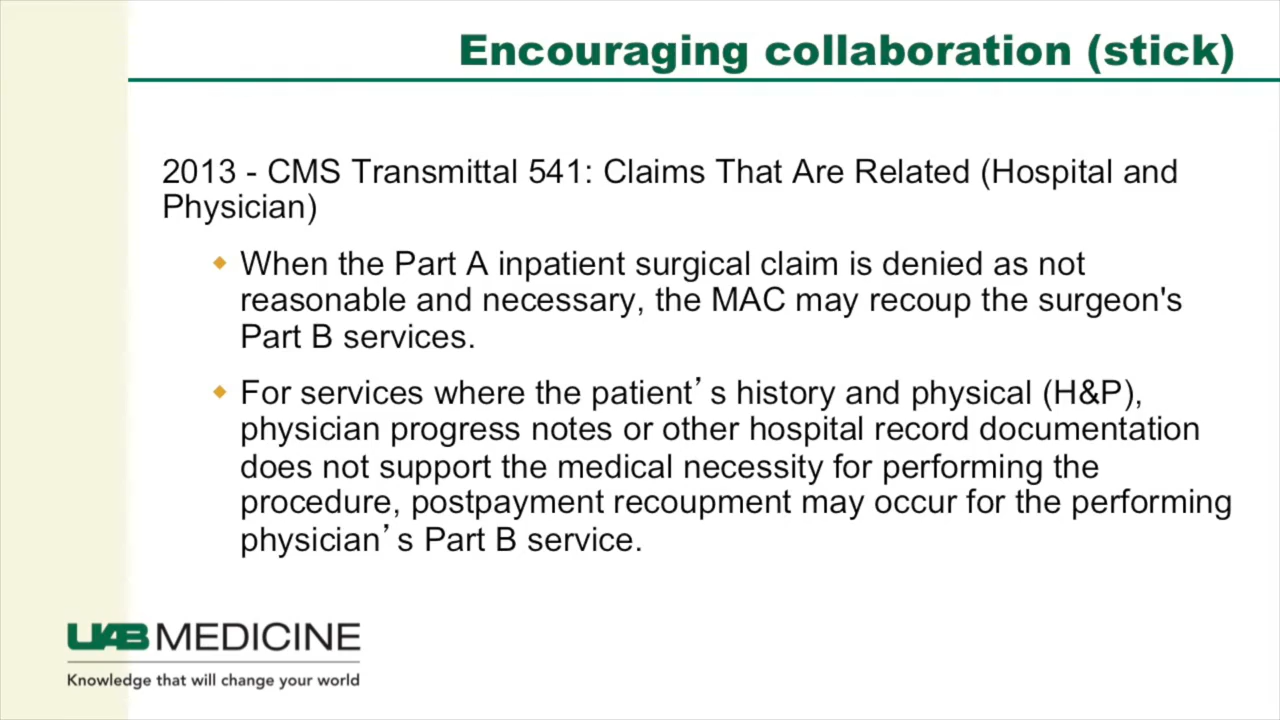 Encouraging collaboration (stick)
2013 - CMS Transmittal 541: Claims That Are Related (Hospital and
Physician)
When the Part A inpatient surgical claim is denied as not
reasonable and necessary, the MAC may recoup the surgeon's
Part B services.
For services where the patient’s history and physical (H&P),
physician progress notes or other hospital record documentation
does not support the medical necessity for performing the
procedure, postpayment recoupment may occur for the performing
physician’s Part B service.
UAB MEDICINE
Knowledge that will change your world